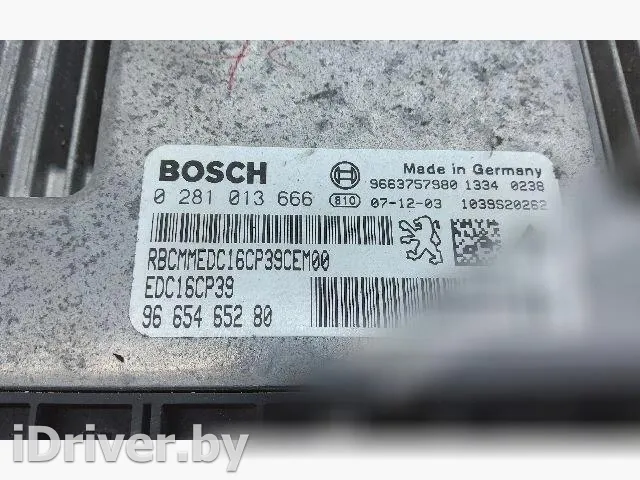 BOSCH
Made in Germany
9663757980 1334 0238
0 281 013 666 810 07-12-03 1039S20262
RBCMMEDC16CP39CEM00
EDC16CP39
96 654 652 80
iDriver.by